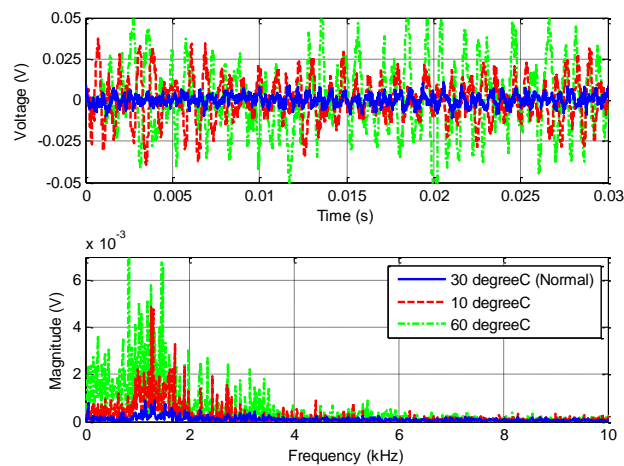 0.05
0.025
0
-0.025
-0.05
Voltage (V)
0 0.005 0.01 0.015 0.02 0.025 0.03
Time (s)
x 10-3
6
4
2
0
Magnitude (V)
30 degreeC (Normal)
10 degreeC
60 degreeC
0 2 4 6 8 10
Frequency (kHz)